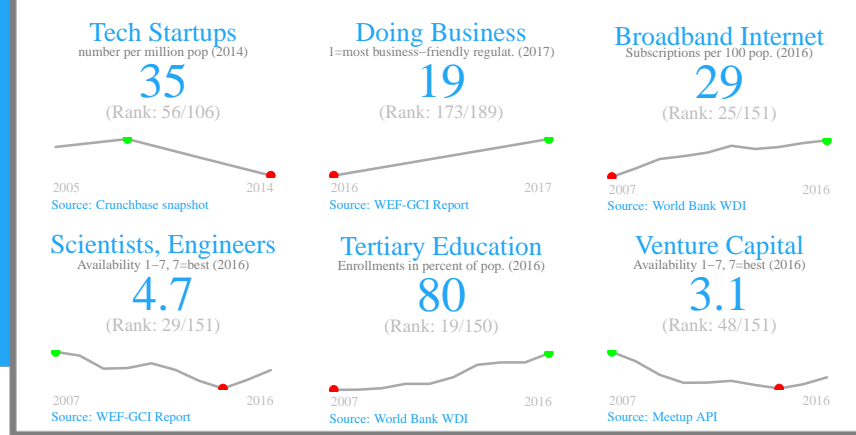 Tech Startups
number per million pop (2014)
35
(Rank: 56/106)
2005 2014
Source: Crunchbase snapshot
Doing Business
1=most business–friendly regulat. (2017)
19
(Rank: 173/189)
2016 2017
Source: WEF-GCI Report
Broadband Internet
Subscriptions per 100 pop. (2016)
29
(Rank: 25/151)
2007 2016
Source: World Bank WDI
Scientists, Engineers
Availability 1–7, 7=best (2016)
4.7
(Rank: 29/151)
2007 2016
Source: WEF-GCI Report
Tertiary Education
Enrollments in percent of pop. (2016)
80
(Rank: 19/150)
2007 2016
Source: World Bank WDI
Venture Capital
Availability 1–7, 7=best (2016)
3.1
(Rank: 48/151)
2007 2016
Source: Meetup API